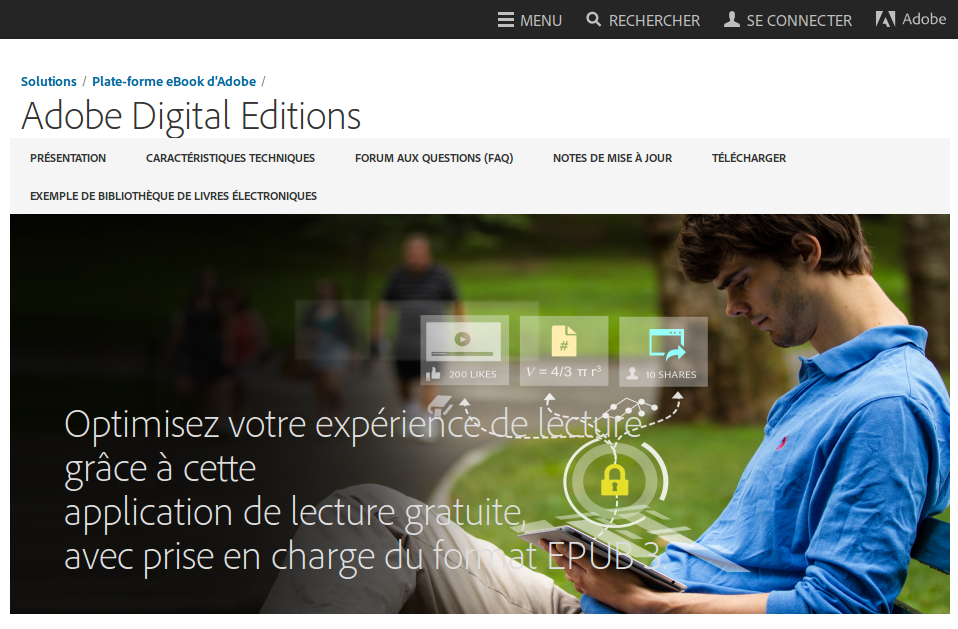 MENU RECHERCHER SE CONNECTER Adobe
Solutions / Plate-forme eBook d'Adobe /
Adobe Digital Editions
PRÉSENTATION CARACTÉRISTIQUES TECHNIQUES FORUM AUX QUESTIONS (FAQ) NOTES DE MISE À JOUR TÉLÉCHARGER
EXEMPLE DE BIBLIOTHÈQUE DE LIVRES ÉLECTRONIQUES
#
200 LIKES V = 4/3 π r³ 10 SHARES
Optimisez votre expérience de lecture
grâce à cette
application de lecture gratuite,
avec prise en charge du format EPUB 3